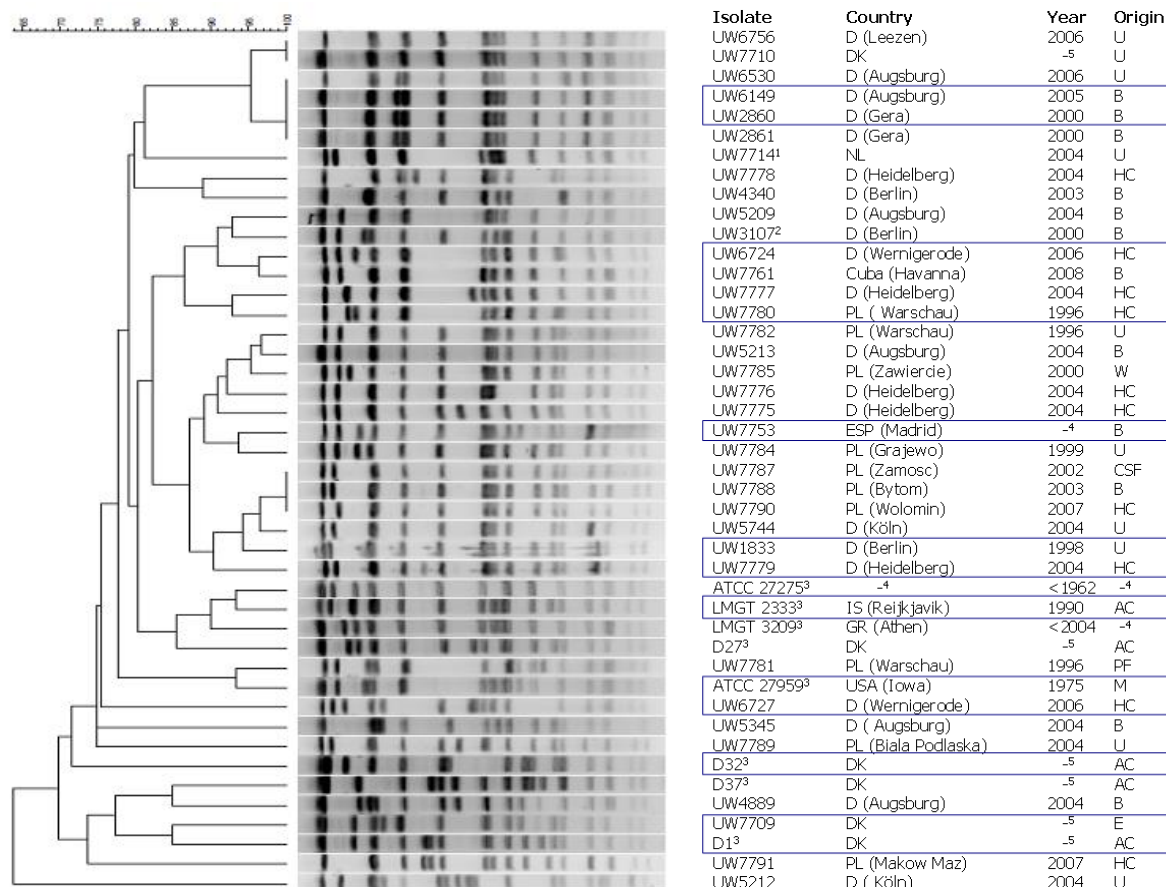 65 70 75 80 85 90 95 100
Isolate Country Year Origin
UW6756 D (Leezen) 2006 U
UW7710 DK -⁵ U
UW6530 D (Augsburg) 2006 U
UW6149 D (Augsburg) 2005 B
UW2860 D (Gera) 2000 B
UW2861 D (Gera) 2000 B
UW7714¹ NL 2004 U
UW7778 D (Heidelberg) 2004 HC
UW4340 D (Berlin) 2003 B
UW5209 D (Augsburg) 2004 B
UW3107² D (Berlin) 2000 B
UW6724 D (Wernigerode) 2006 HC
UW7761 Cuba (Havanna) 2008 B
UW7777 D (Heidelberg) 2004 HC
UW7780 PL ( Warschau) 1996 HC
UW7782 PL (Warschau) 1996 U
UW5213 D (Augsburg) 2004 B
UW7785 PL (Zawiercie) 2000 W
UW7776 D (Heidelberg) 2004 HC
UW7775 D (Heidelberg) 2004 HC
UW7753 ESP (Madrid) -⁴ B
UW7784 PL (Grajewo) 1999 U
UW7787 PL (Zamosc) 2002 CSF
UW7788 PL (Bytom) 2003 B
UW7790 PL (Wolomin) 2007 HC
UW5744 D (Köln) 2004 U
UW1833 D (Berlin) 1998 U
UW7779 D (Heidelberg) 2004 HC
ATCC 27275³ -⁴ <1962 -⁴
LMGT 2333³ IS (Reijkjavik) 1990 AC
LMGT 3209³ GR (Athen) <2004 -⁴
D27³ DK -⁵ AC
UW7781 PL (Warschau) 1996 PF
ATCC 27959³ USA (Iowa) 1975 M
UW6727 D (Wernigerode) 2006 HC
UW5345 D ( Augsburg) 2004 B
UW7789 PL (Biala Podlaska) 2004 U
D32³ DK -⁵ AC
D37³ DK -⁵ AC
UW4889 D (Augsburg) 2004 B
UW7709 DK -⁵ E
D1³ DK -⁵ AC
UW7791 PL (Makow Maz) 2007 HC
UW5212 D ( Köln) 2004 U